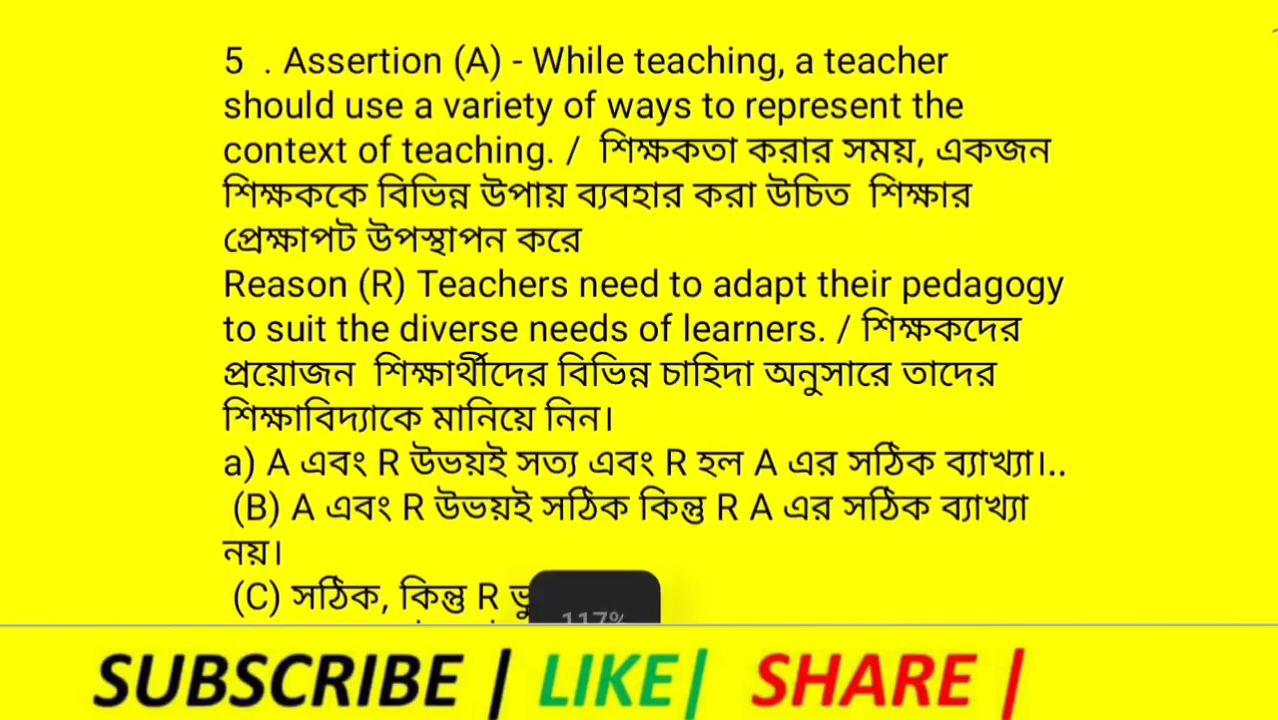 5 . Assertion (A) - While teaching, a teacher
should use a variety of ways to represent the
context of teaching. / শিক্ষকতা করার সময়, একজন
শিক্ষককে বিভিন্ন উপায় ব্যবহার করা উচিত শিক্ষার
প্রেক্ষাপট উপস্থাপন করে
Reason (R) Teachers need to adapt their pedagogy
to suit the diverse needs of learners. / শিক্ষকদের
প্রয়োজন শিক্ষার্থীদের বিভিন্ন চাহিদা অনুসারে তাদের
শিক্ষাবিদ্যাকে মানিয়ে নিন।
a) A এবং R উভয়ই সত্য এবং R হল A এর সঠিক ব্যাখ্যা।..
(B) A এবং R উভয়ই সঠিক কিন্তু R A এর সঠিক ব্যাখ্যা
নয়।
(C) সঠিক, কিন্তু R
117%
SUBSCRIBE | LIKE| SHARE |